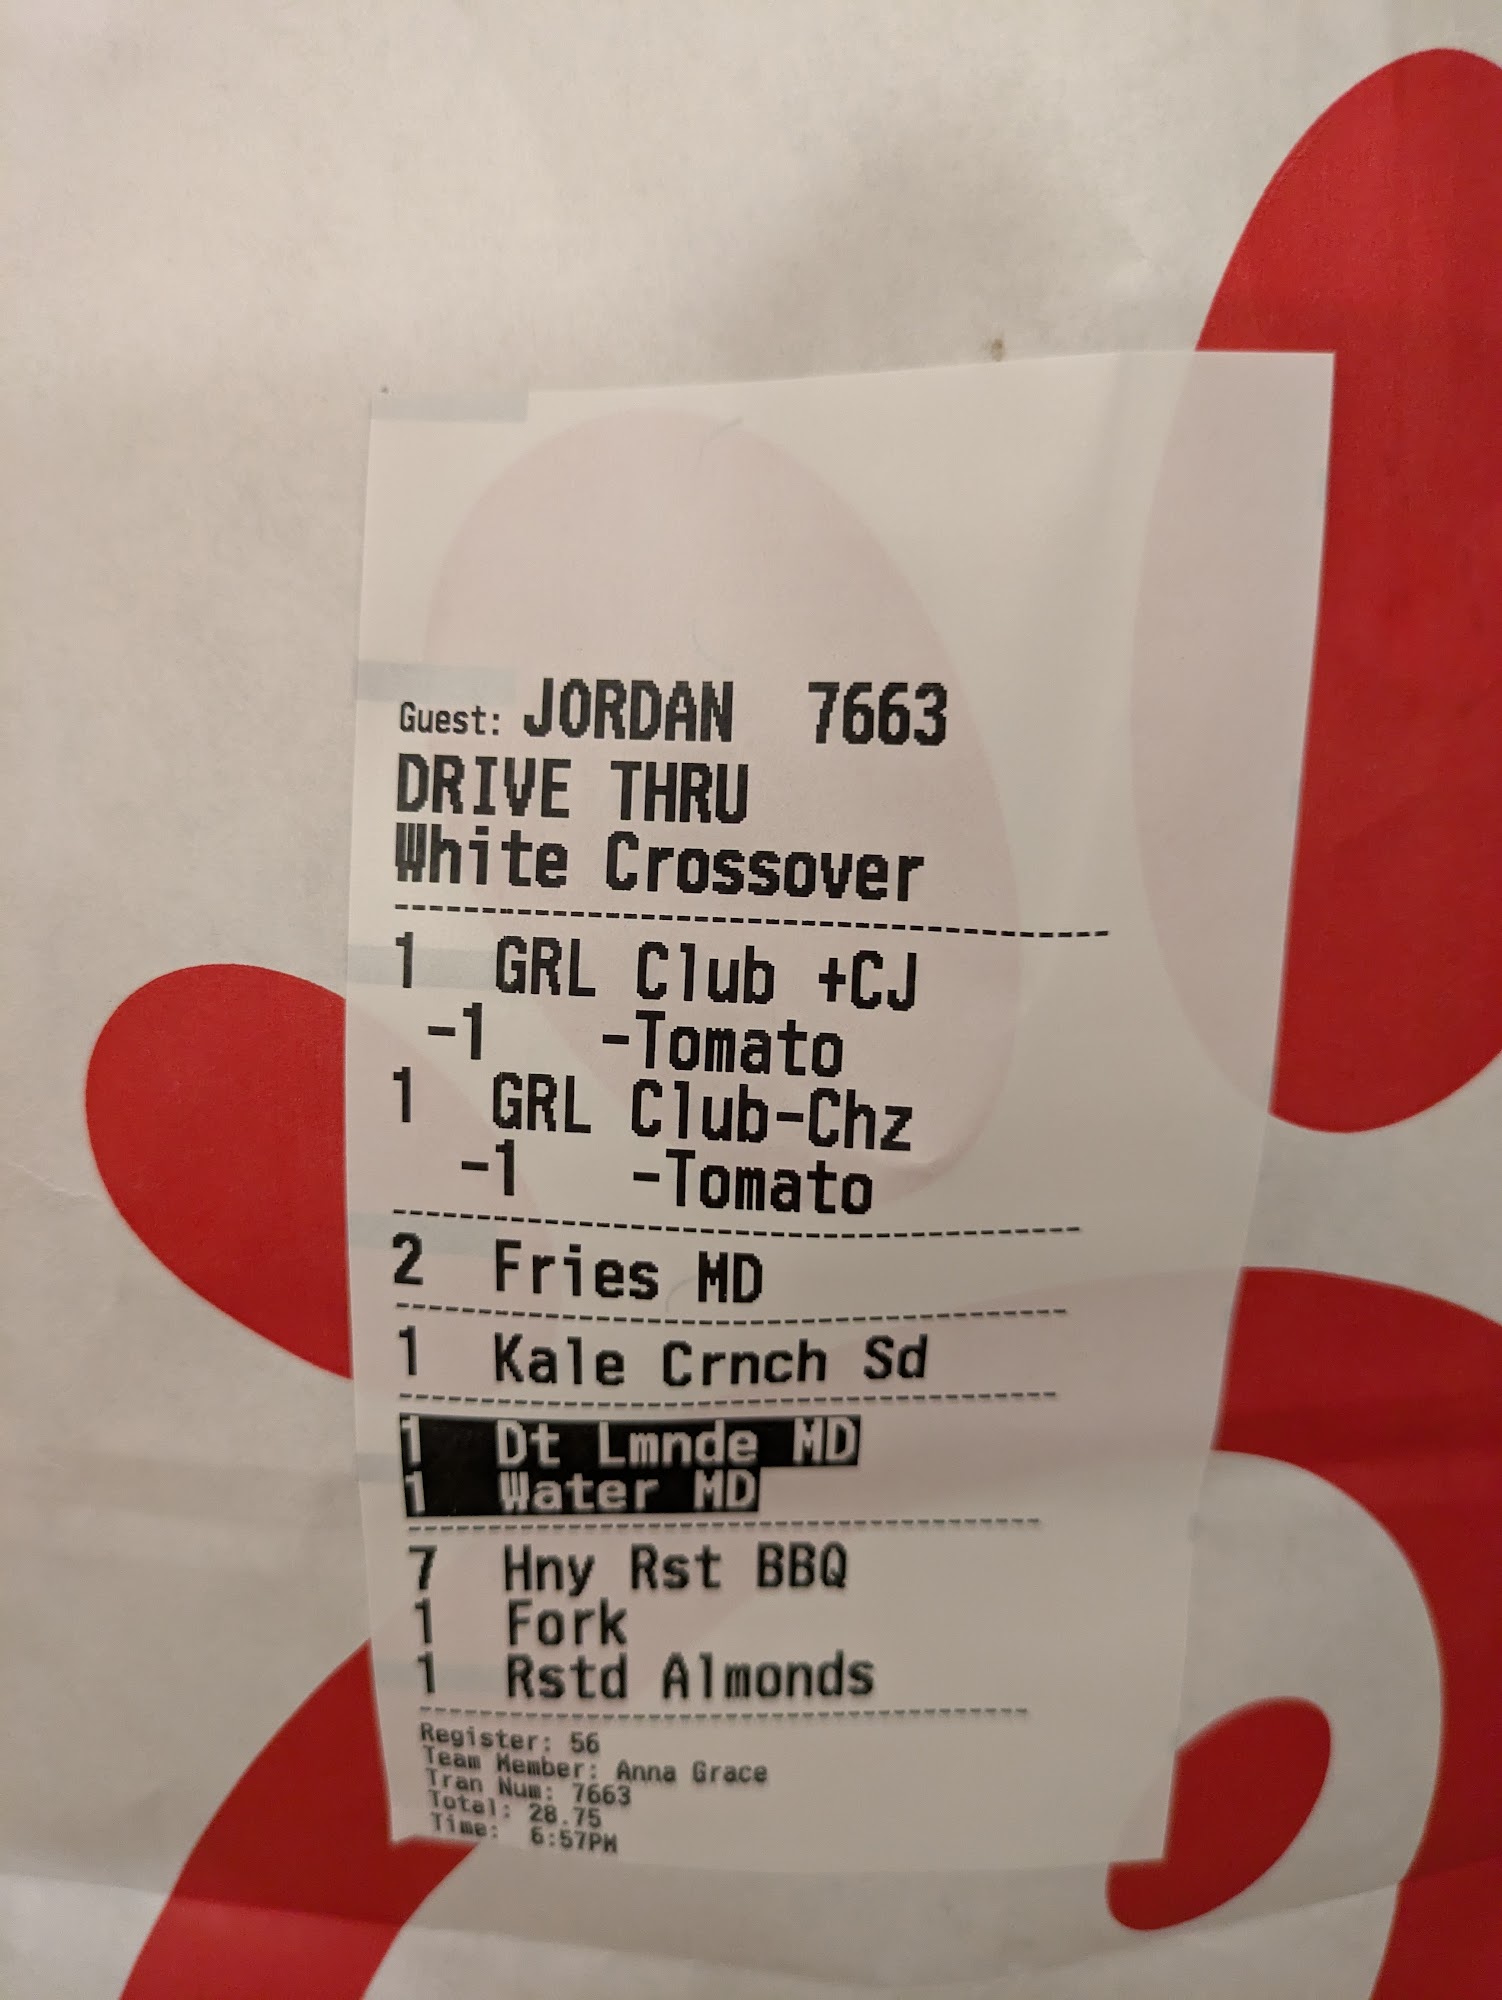 Guest: JORDAN 7663
DRIVE THRU
White Crossover
1 GRL Club +CJ
-1 -Tomato
1 GRL Club-Chz
-1 -Tomato
2 Fries MD
1 Kale Crnch Sd
1 Dt Lmnde MD
1 Water MD
7 Hny Rst BBQ
1 Fork
1 Rstd Almonds
Register: 56
Team Member: Anna Grace
Tran Num: 7663
Total: 28.75
Time: 6:57PM